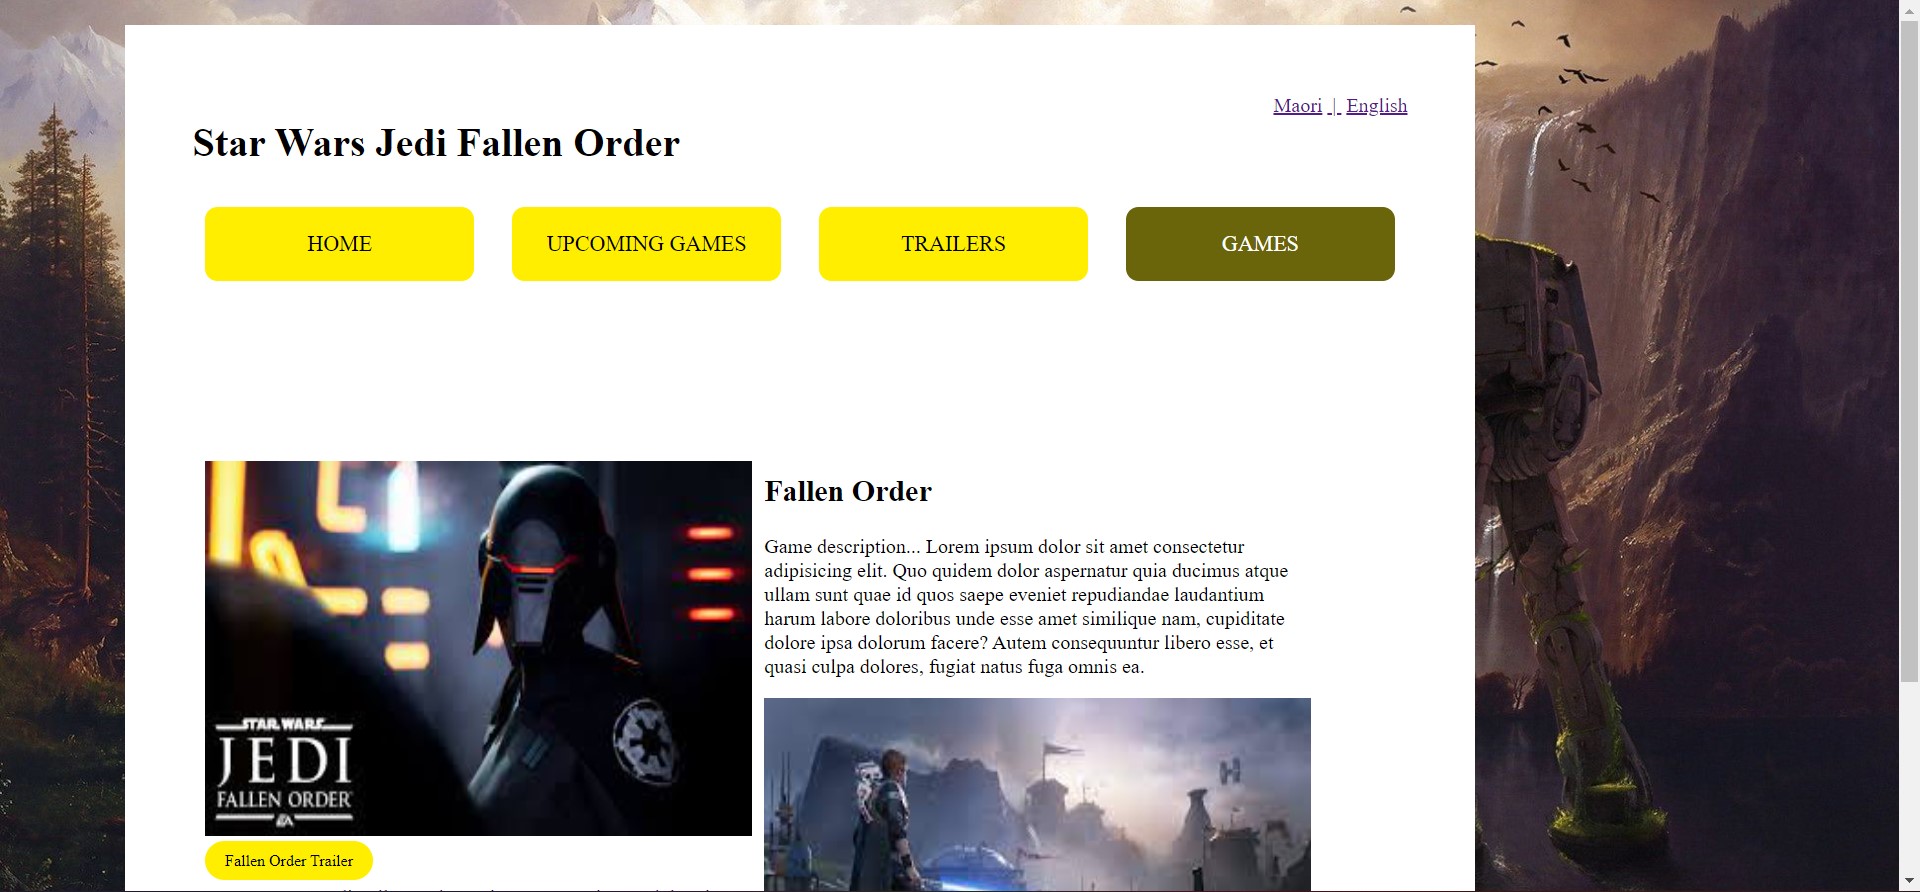 Maori | English
Star Wars Jedi Fallen Order
HOME
UPCOMING GAMES
TRAILERS
GAMES
STAR WARS
JEDI
FALLEN ORDER
EA
Fallen Order Trailer
Fallen Order
Game description... Lorem ipsum dolor sit amet consectetur
adipisicing elit. Quo quidem dolor aspernatur quia ducimus atque
ullam sunt quae id quos saepe eveniet repudiandae laudantium
harum labore doloribus unde esse amet similique nam, cupiditate
dolore ipsa dolorum facere? Autem consequuntur libero esse, et
quasi culpa dolores, fugiat natus fuga omnis ea.